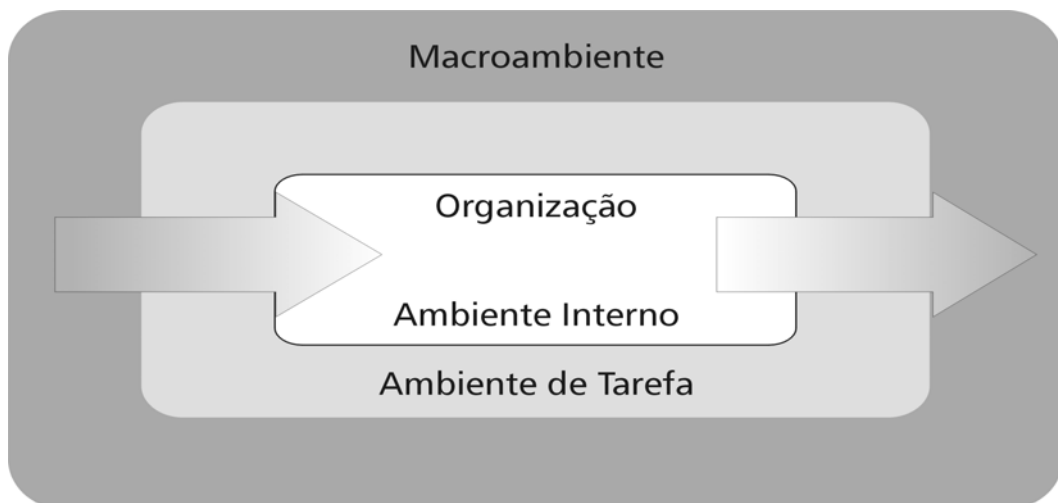 Macroambiente
Organização
Ambiente Interno
Ambiente de Tarefa